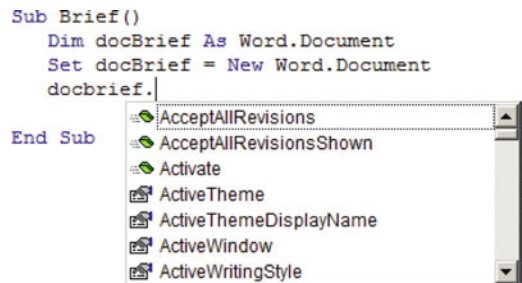 Sub Brief()
Dim docBrief As Word.Document
Set docBrief = New Word.Document
docbrief.
AcceptAllRevisions
End Sub
AcceptAllRevisionsShown
Activate
ActiveTheme
ActiveThemeDisplayName
ActiveWindow
ActiveWritingStyle